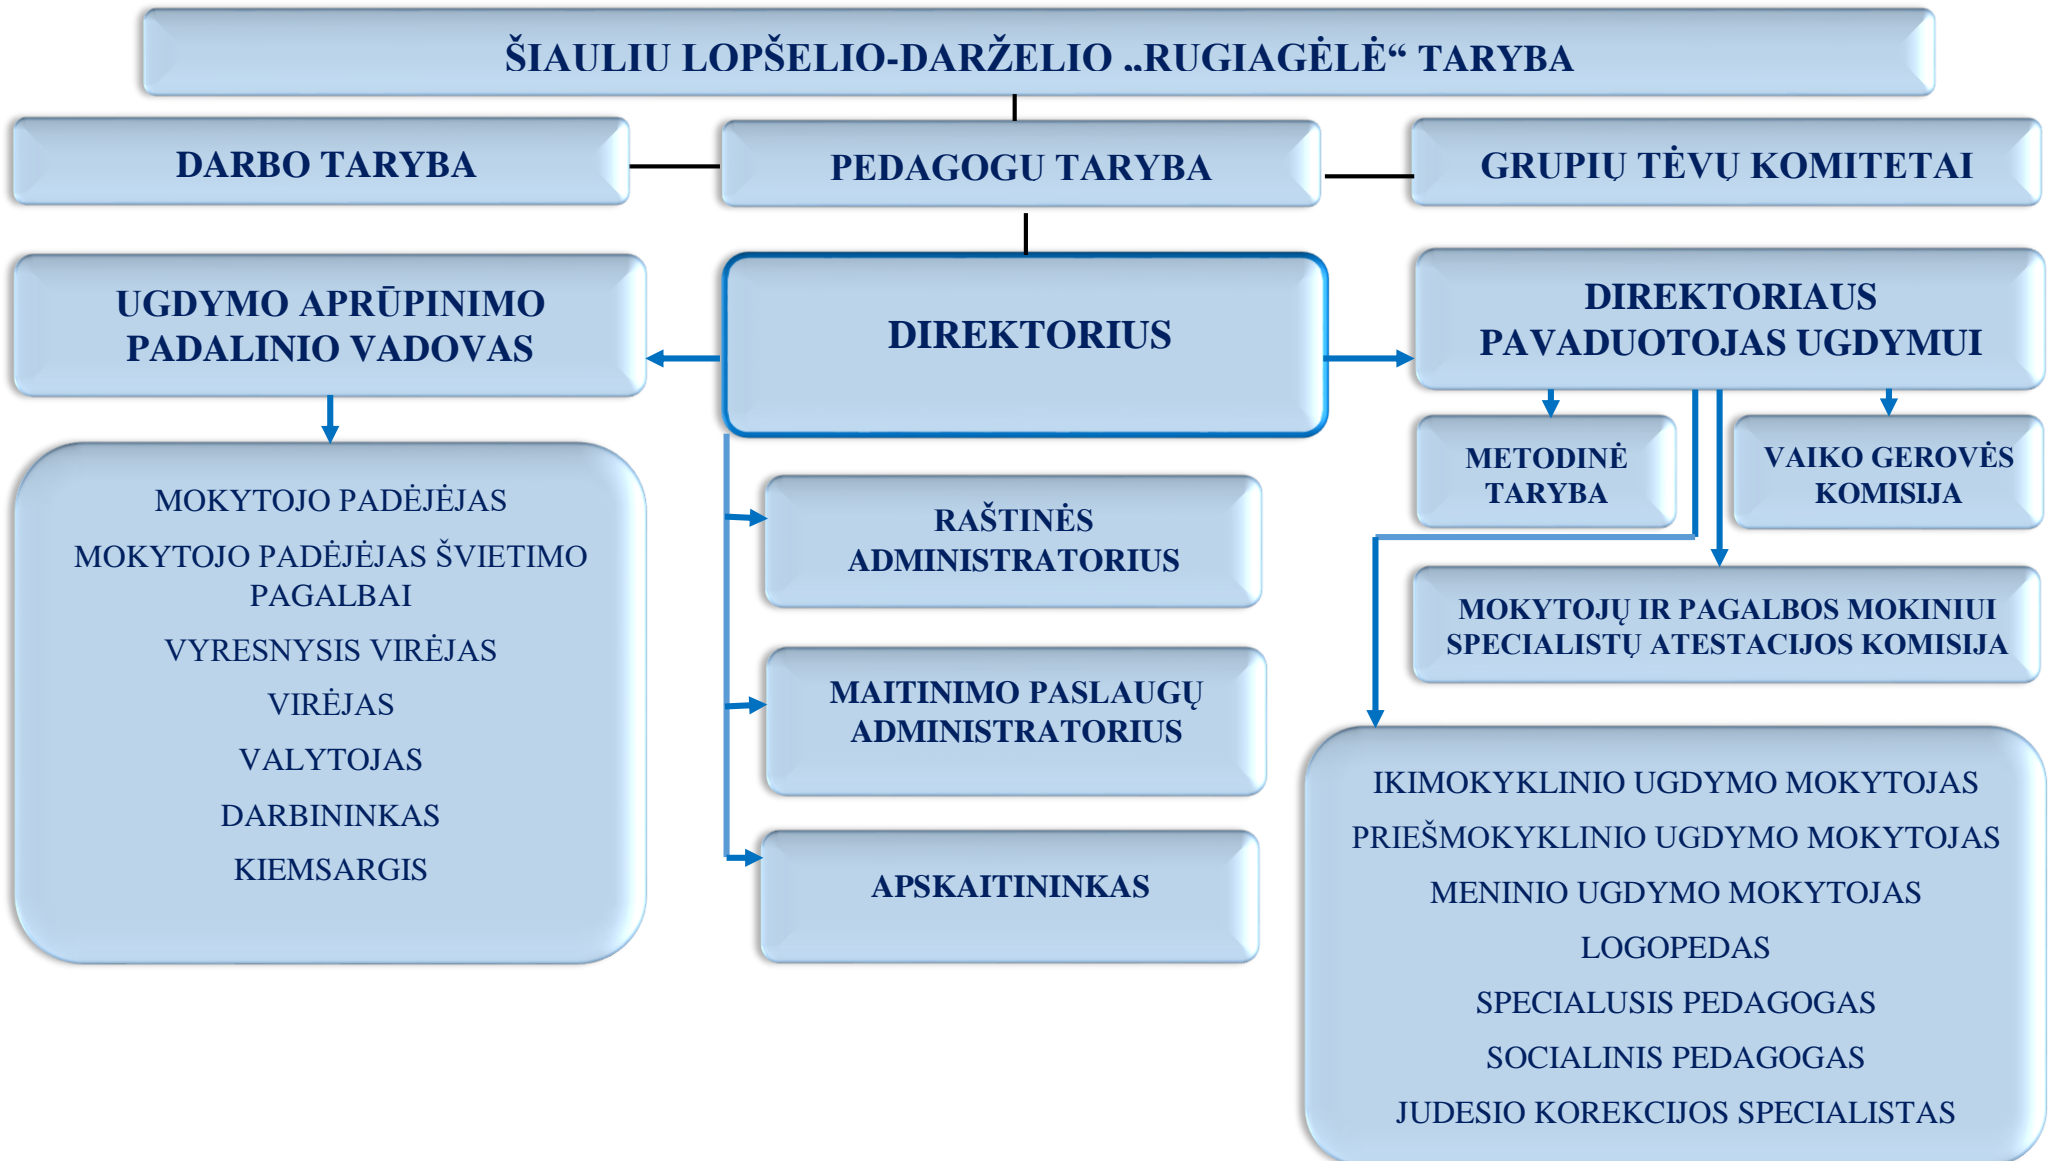 ŠIAULIU LOPŠELIO-DARŽELIO „RUGIAGĖLĖ“ TARYBA
DARBO TARYBA
PEDAGOGU TARYBA
GRUPIŲ TĖVŲ KOMITETAI
UGDYMO APRŪPINIMO
PADALINIO VADOVAS
DIREKTORIUS
DIREKTORIAUS
PAVADUOTOJAS UGDYMUI
MOKYTOJO PADĖJĖJAS
MOKYTOJO PADĖJĖJAS ŠVIETIMO
PAGALBAI
VYRESNYSIS VIRĖJAS
VIRĖJAS
VALYTOJAS
DARBININKAS
KIEMSARGIS
RAŠTINĖS
ADMINISTRATORIUS
MAITINIMO PASLAUGŲ
ADMINISTRATORIUS
APSKAITININKAS
METODINĖ
TARYBA
VAIKO GEROVĖS
KOMISIJA
MOKYTOJŲ IR PAGALBOS MOKINIUI
SPECIALISTŲ ATESTACIJOS KOMISIJA
IKIMOKYKLINIO UGDYMO MOKYTOJAS
PRIEŠMOKYKLINIO UGDYMO MOKYTOJAS
MENINIO UGDYMO MOKYTOJAS
LOGOPEDAS
SPECIALUSIS PEDAGOGAS
SOCIALINIS PEDAGOGAS
JUDESIO KOREKCIJOS SPECIALISTAS